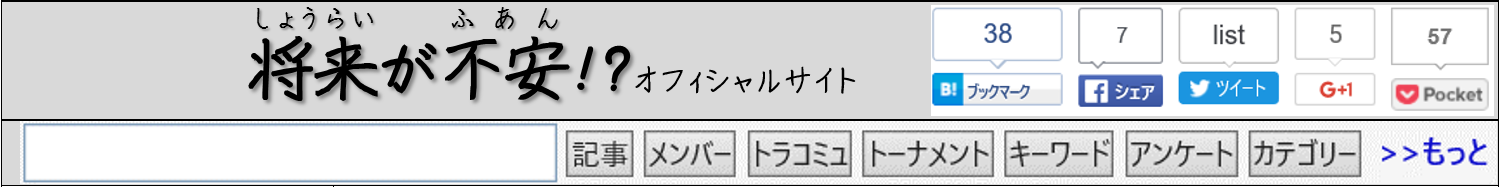 しょうらい ふあん
将来が不安!?オフィシャルサイト
38 7 list 5 57
B! ブックマーク f シェア ツイート G+1 Pocket
記事 メンバー トラコミュ トーナメント キーワード アンケート カテゴリー >>もっと